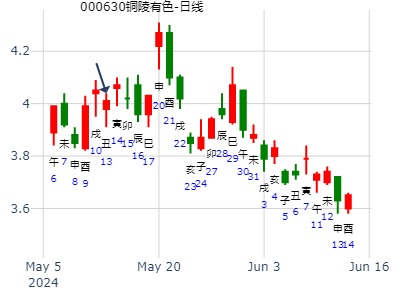 000630铜陵有色-日线
4.2
4
3.8
3.6
午 未 申 酉 戌 丑 寅 卯 辰 巳 申 酉 戌 亥 子 卯 辰 巳 午 亥 戌 亥 子 丑 寅 午 未 申 酉
6 7 8 9 10 13 14 15 16 17 20 21 22 23 24 27 28 29 30 31 3 4 5 6 7 11 12 13 14
May 5 May 20 Jun 3 Jun 16
2024